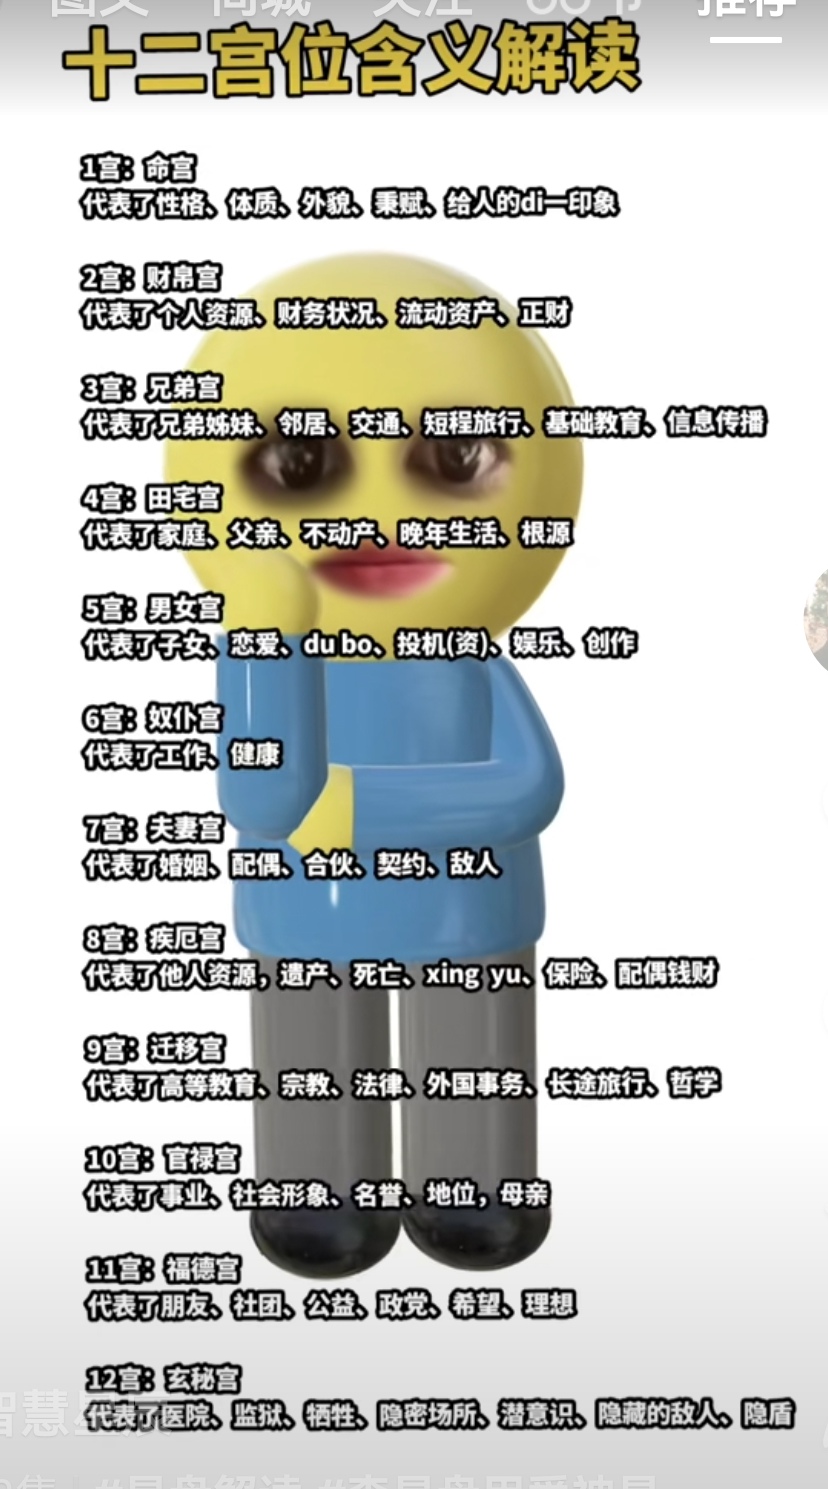 图文 同城 关注 推荐
十二宫位含义解读
1宫：命宫
代表了性格、体质、外貌、秉赋、给人的di一印象
2宫：财帛宫
代表了个人资源、财务状况、流动资产、正财
3宫：兄弟宫
代表了兄弟姊妹、邻居、交通、短程旅行、基础教育、信息传播
4宫：田宅宫
代表了家庭、父亲、不动产、晚年生活、根源
5宫：男女宫
代表了子女、恋爱、du bo、投机(资)、娱乐、创作
6宫：奴仆宫
代表了工作、健康
7宫：夫妻宫
代表了婚姻、配偶、合伙、契约、敌人
8宫：疾厄宫
代表了他人资源，遗产、死亡、xing yu、保险、配偶钱财
9宫：迁移宫
代表了高等教育、宗教、法律、外国事务、长途旅行、哲学
10宫：官禄宫
代表了事业、社会形象、名誉、地位，母亲
11宫：福德宫
代表了朋友、社团、公益、政党、希望、理想
12宫：玄秘宫
智慧星
代表了医院、监狱、牺牲、隐密场所、潜意识、隐藏的敌人、隐盾